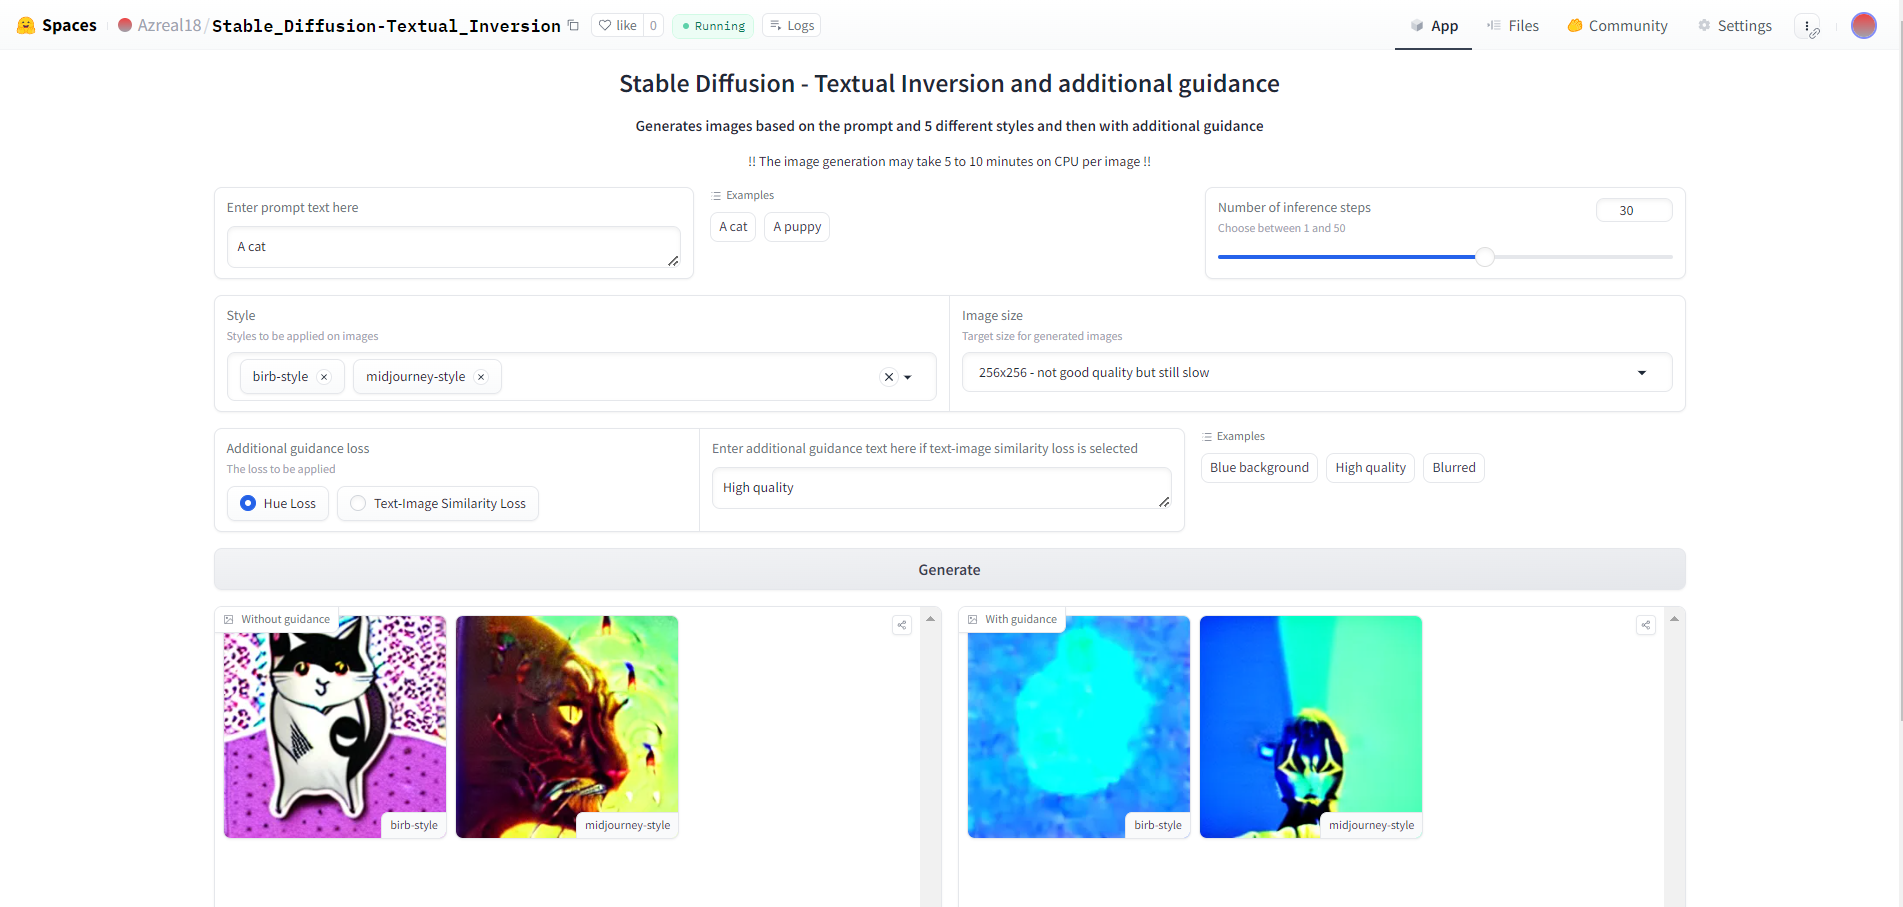 Spaces Azreal18/Stable_Diffusion-Textual_Inversion like 0 Running Logs App Files Community Settings
Stable Diffusion - Textual Inversion and additional guidance
Generates images based on the prompt and 5 different styles and then with additional guidance
!! The image generation may take 5 to 10 minutes on CPU per image !!
Enter prompt text here
A cat
Examples
A cat A puppy
Number of inference steps 30
Choose between 1 and 50
Style
Styles to be applied on images
birb-style midjourney-style
Image size
Target size for generated images
256x256 - not good quality but still slow
Additional guidance loss
The loss to be applied
Hue Loss Text-Image Similarity Loss
Enter additional guidance text here if text-image similarity loss is selected
High quality
Examples
Blue background High quality Blurred
Generate
Without guidance
birb-style midjourney-style
With guidance
birb-style midjourney-style